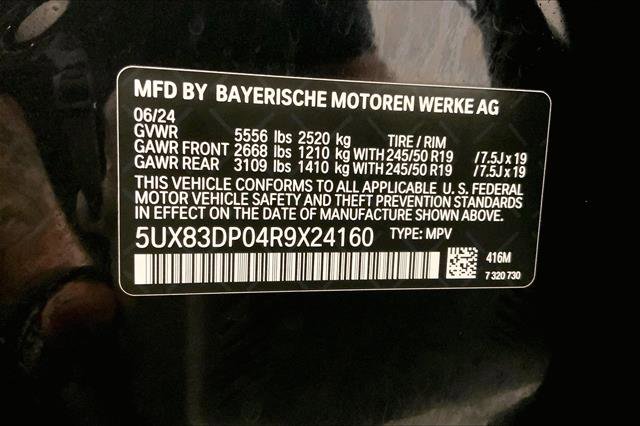 MFD BY BAYERISCHE MOTOREN WERKE AG
06/24
GVWR 5556 lbs 2520 kg TIRE / RIM
GAWR FRONT 2668 lbs 1210 kg WITH 245/50 R19 / 7.5J x 19
GAWR REAR 3109 lbs 1410 kg WITH 245/50 R19 / 7.5J x 19
THIS VEHICLE CONFORMS TO ALL APPLICABLE U. S. FEDERAL
MOTOR VEHICLE SAFETY AND THEFT PREVENTION STANDARDS
IN EFFECT ON THE DATE OF MANUFACTURE SHOWN ABOVE.
5UX83DP04R9X24160 TYPE: MPV
416M
7 320 730